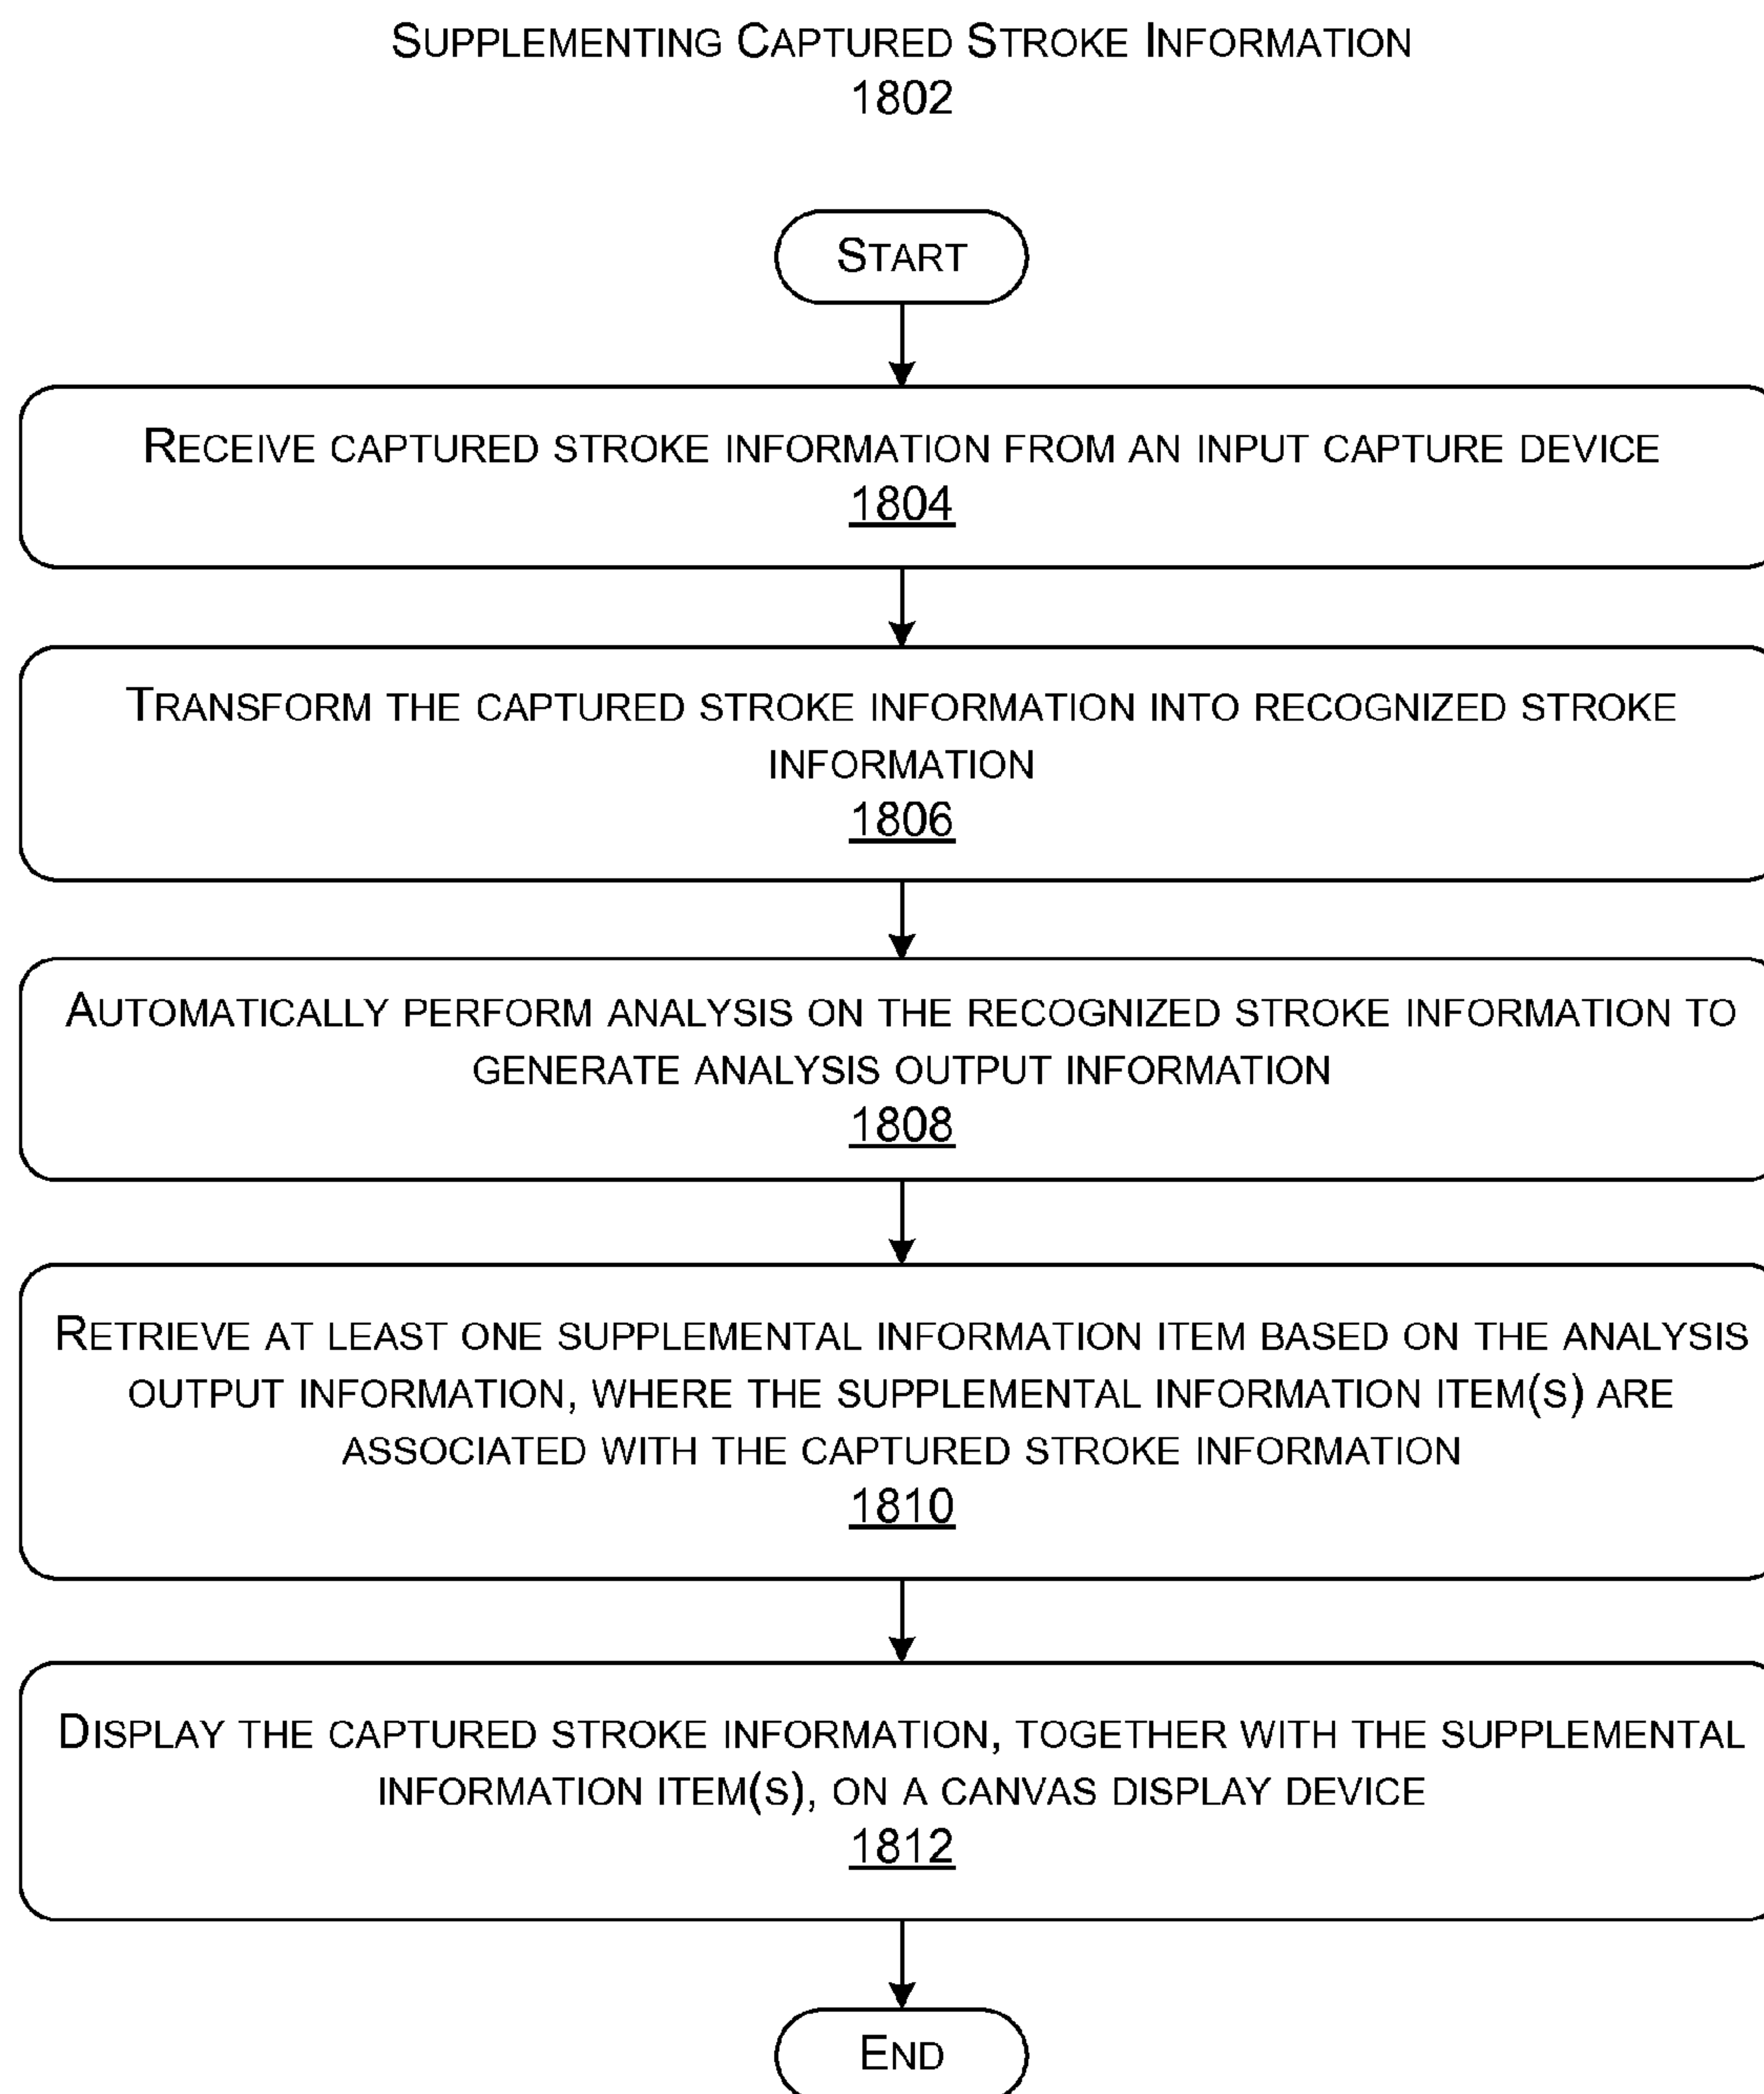 SUPPLEMENTING CAPTURED STROKE INFORMATION
1802
START
RECEIVE CAPTURED STROKE INFORMATION FROM AN INPUT CAPTURE DEVICE
1804
TRANSFORM THE CAPTURED STROKE INFORMATION INTO RECOGNIZED STROKE
INFORMATION
1806
AUTOMATICALLY PERFORM ANALYSIS ON THE RECOGNIZED STROKE INFORMATION TO
GENERATE ANALYSIS OUTPUT INFORMATION
1808
RETRIEVE AT LEAST ONE SUPPLEMENTAL INFORMATION ITEM BASED ON THE ANALYSIS
OUTPUT INFORMATION, WHERE THE SUPPLEMENTAL INFORMATION ITEM(S) ARE
ASSOCIATED WITH THE CAPTURED STROKE INFORMATION
1810
DISPLAY THE CAPTURED STROKE INFORMATION, TOGETHER WITH THE SUPPLEMENTAL
INFORMATION ITEM(S), ON A CANVAS DISPLAY DEVICE
1812
END